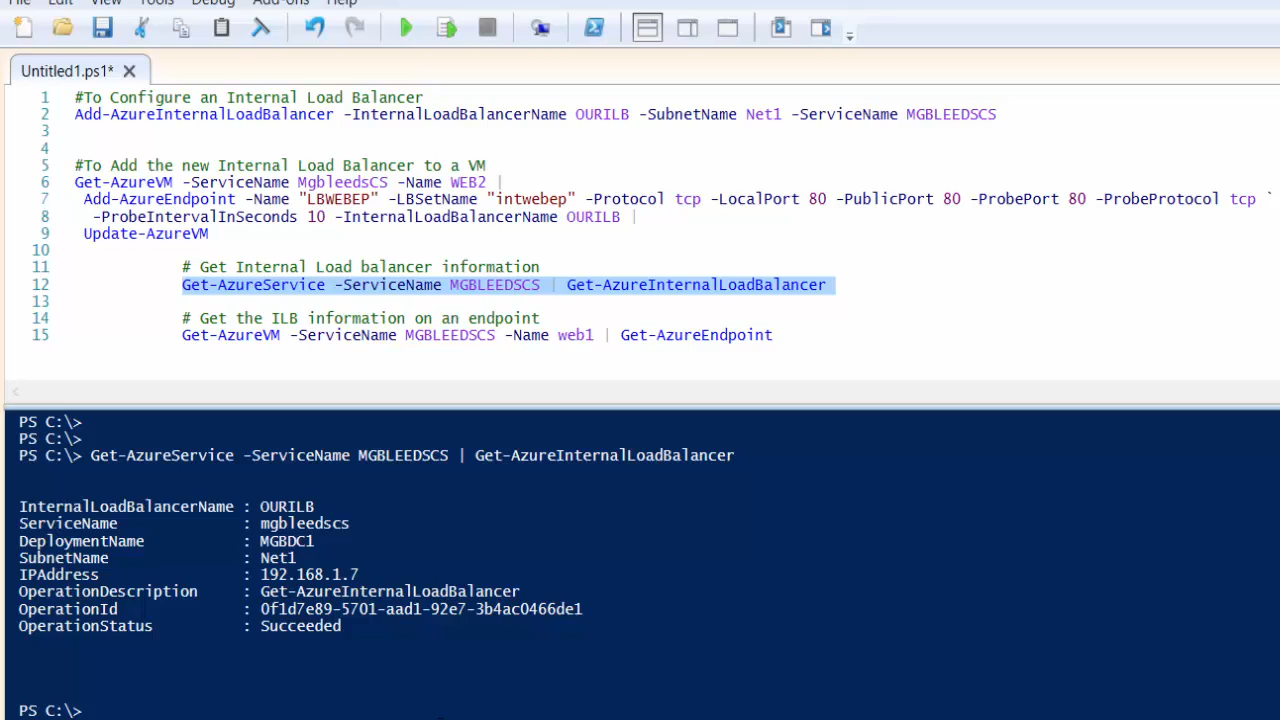 File Edit View Tools Debug Add-ons Help
Untitled1.ps1* X
1 #To Configure an Internal Load Balancer
2 Add-AzureInternalLoadBalancer -InternalLoadBalancerName OURILB -SubnetName Net1 -ServiceName MGBLEEDSCS
3
4
5 #To Add the new Internal Load Balancer to a VM
6 Get-AzureVM -ServiceName MgbleedsCS -Name WEB2 |
7 Add-AzureEndpoint -Name "LBWEBEP" -LBSetName "intwebep" -Protocol tcp -LocalPort 80 -PublicPort 80 -ProbePort 80 -ProbeProtocol tcp `
8 -ProbeIntervalInSeconds 10 -InternalLoadBalancerName OURILB |
9 Update-AzureVM
10
11 # Get Internal Load balancer information
12 Get-AzureService -ServiceName MGBLEEDSCS | Get-AzureInternalLoadBalancer
13
14 # Get the ILB information on an endpoint
15 Get-AzureVM -ServiceName MGBLEEDSCS -Name web1 | Get-AzureEndpoint
PS C:\>
PS C:\>
PS C:\> Get-AzureService -ServiceName MGBLEEDSCS | Get-AzureInternalLoadBalancer
InternalLoadBalancerName : OURILB
ServiceName : mgbleedscs
DeploymentName : MGBDC1
SubnetName : Net1
IPAddress : 192.168.1.7
OperationDescription : Get-AzureInternalLoadBalancer
OperationId : 0f1d7e89-5701-aad1-92e7-3b4ac0466de1
OperationStatus : Succeeded
PS C:\>